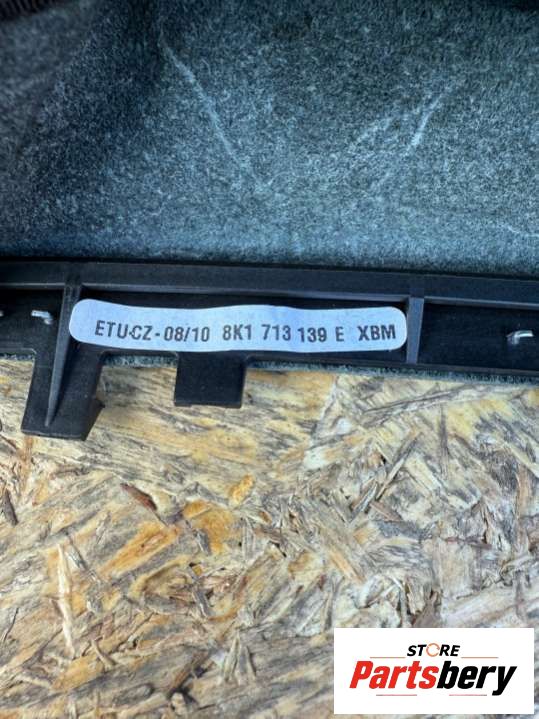 ETU-CZ-08/10 8K1 713 139 E XBM
STORE
Partsbery